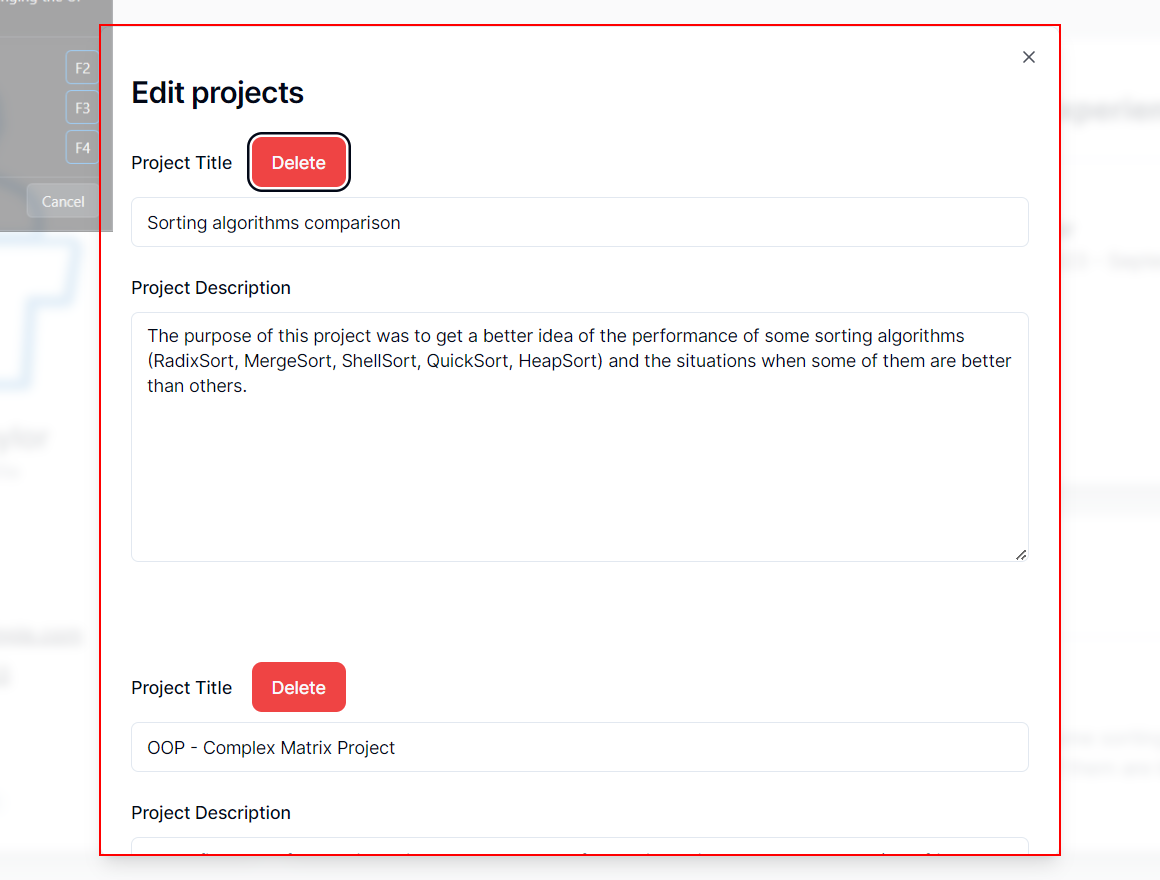 F2
F3
F4
Cancel
Edit projects
Project Title
Delete
Sorting algorithms comparison
Project Description
The purpose of this project was to get a better idea of the performance of some sorting algorithms
(RadixSort, MergeSort, ShellSort, QuickSort, HeapSort) and the situations when some of them are better
than others.
Project Title
Delete
OOP - Complex Matrix Project
Project Description